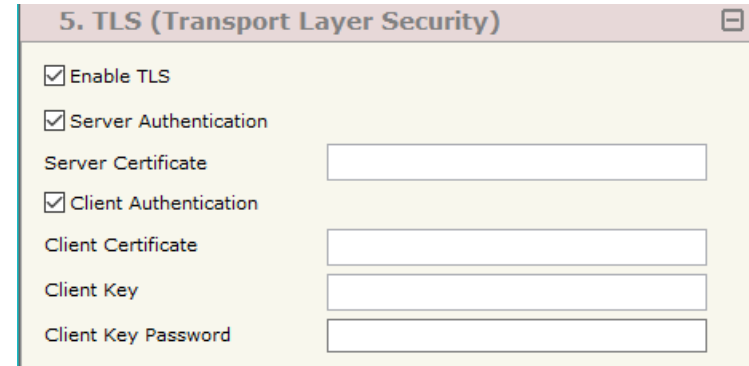 5. TLS (Transport Layer Security)
Enable TLS
Server Authentication
Server Certificate
Client Authentication
Client Certificate
Client Key
Client Key Password